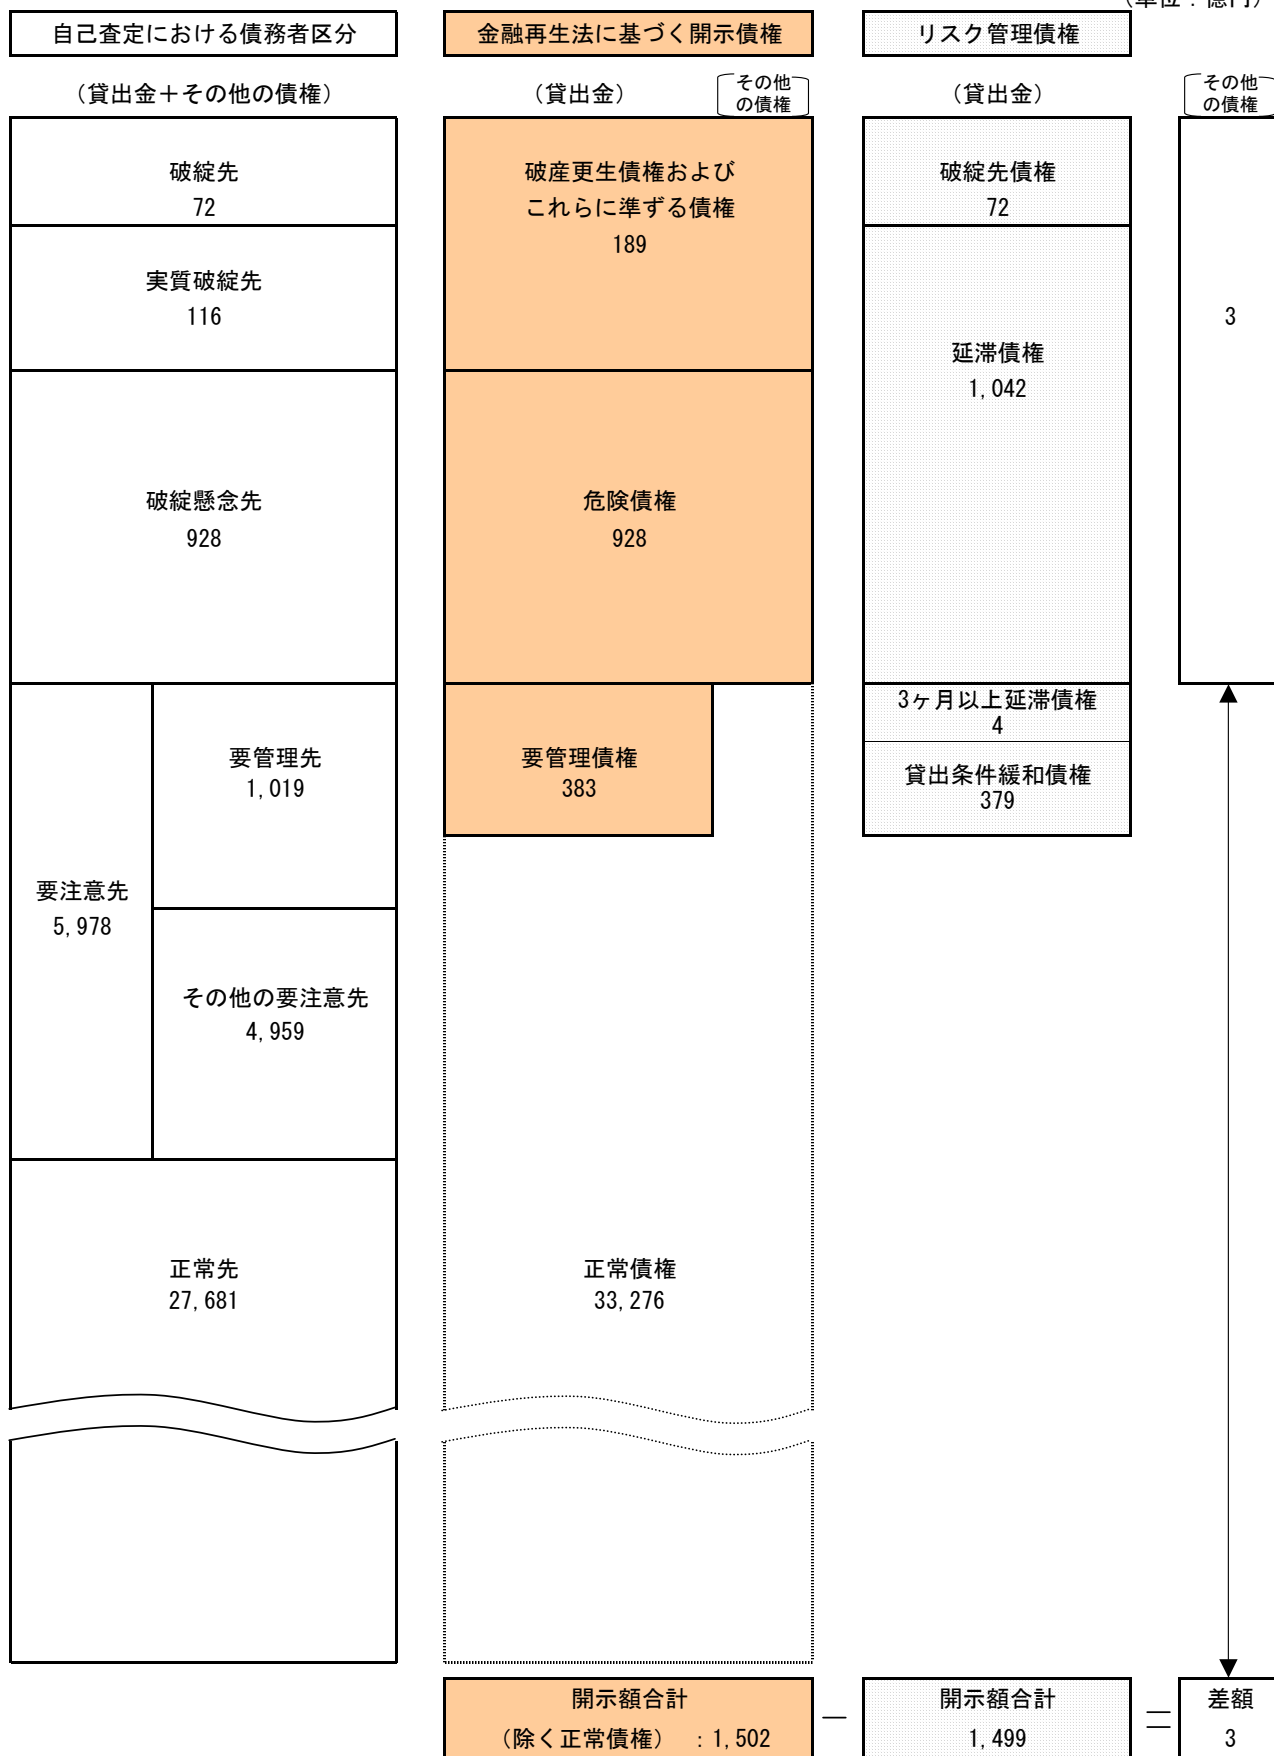 （単位：億円）
自己査定における債務者区分
金融再生法に基づく開示債権
リスク管理債権
（貸出金＋その他の債権）
（貸出金）
その他
の債権
（貸出金）
その他
の債権
破綻先
72
実質破綻先
116
破綻懸念先
928
要注意先
5,978
要管理先
1,019
その他の要注意先
4,959
正常先
27,681
破産更生債権および
これらに準ずる債権
189
危険債権
928
要管理債権
383
正常債権
33,276
破綻先債権
72
延滞債権
1,042
3ヶ月以上延滞債権
4
貸出条件緩和債権
379
3
開示額合計
（除く正常債権）：1,502
－
開示額合計
1,499
＝
差額
3